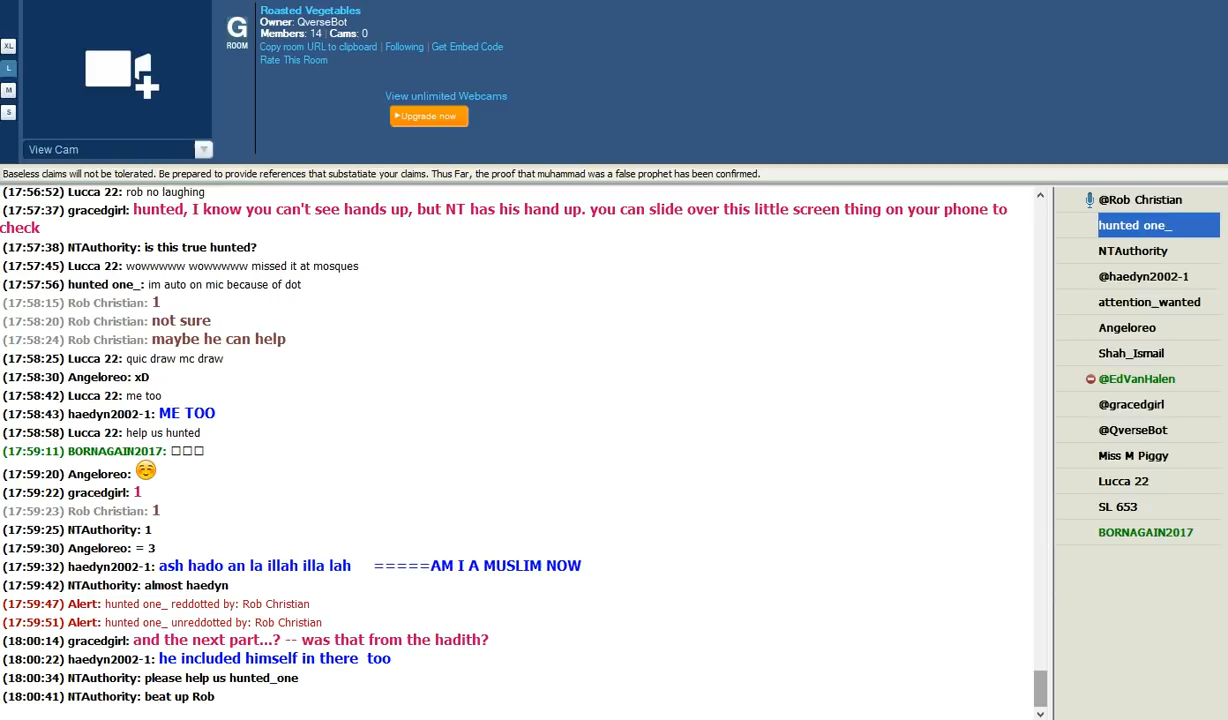 Roasted Vegetables
Owner: QverseBot
Members: 14 | Cams: 0
Copy room URL to clipboard | Following | Get Embed Code
Rate This Room
G
ROOM
XL
L
M
S
View unlimited Webcams
Upgrade now
View Cam
Baseless claims will not be tolerated. Be prepared to provide references that substatiate your claims. Thus Far, the proof that muhammad was a false prophet has been confirmed.
(17:56:52) Lucca 22: rob no laughing
(17:57:37) gracedgirl: hunted, I know you can't see hands up, but NT has his hand up. you can slide over this little screen thing on your phone to
check
(17:57:38) NTAuthority: is this true hunted?
(17:57:45) Lucca 22: wowwwww wowwwww missed it at mosques
(17:57:56) hunted one_: im auto on mic because of dot
(17:58:15) Rob Christian: 1
(17:58:20) Rob Christian: not sure
(17:58:24) Rob Christian: maybe he can help
(17:58:25) Lucca 22: quic draw mc draw
(17:58:30) Angeloreo: xD
(17:58:42) Lucca 22: me too
(17:58:43) haedyn2002-1: ME TOO
(17:58:58) Lucca 22: help us hunted
(17:59:11) BORNAGAIN2017: □□□
(17:59:20) Angeloreo:
(17:59:22) gracedgirl: 1
(17:59:23) Rob Christian: 1
(17:59:25) NTAuthority: 1
(17:59:30) Angeloreo: = 3
(17:59:32) haedyn2002-1: ash hado an la illah illa lah =====AM I A MUSLIM NOW
(17:59:42) NTAuthority: almost haedyn
(17:59:47) Alert: hunted one_ reddotted by: Rob Christian
(17:59:51) Alert: hunted one_ unreddotted by: Rob Christian
(18:00:14) gracedgirl: and the next part...? -- was that from the hadith?
(18:00:22) haedyn2002-1: he included himself in there too
(18:00:34) NTAuthority: please help us hunted_one
(18:00:41) NTAuthority: beat up Rob
@Rob Christian
hunted one_
NTAuthority
@haedyn2002-1
attention_wanted
Angeloreo
Shah_Ismail
@EdVanHalen
@gracedgirl
@QverseBot
Miss M Piggy
Lucca 22
SL 653
BORNAGAIN2017